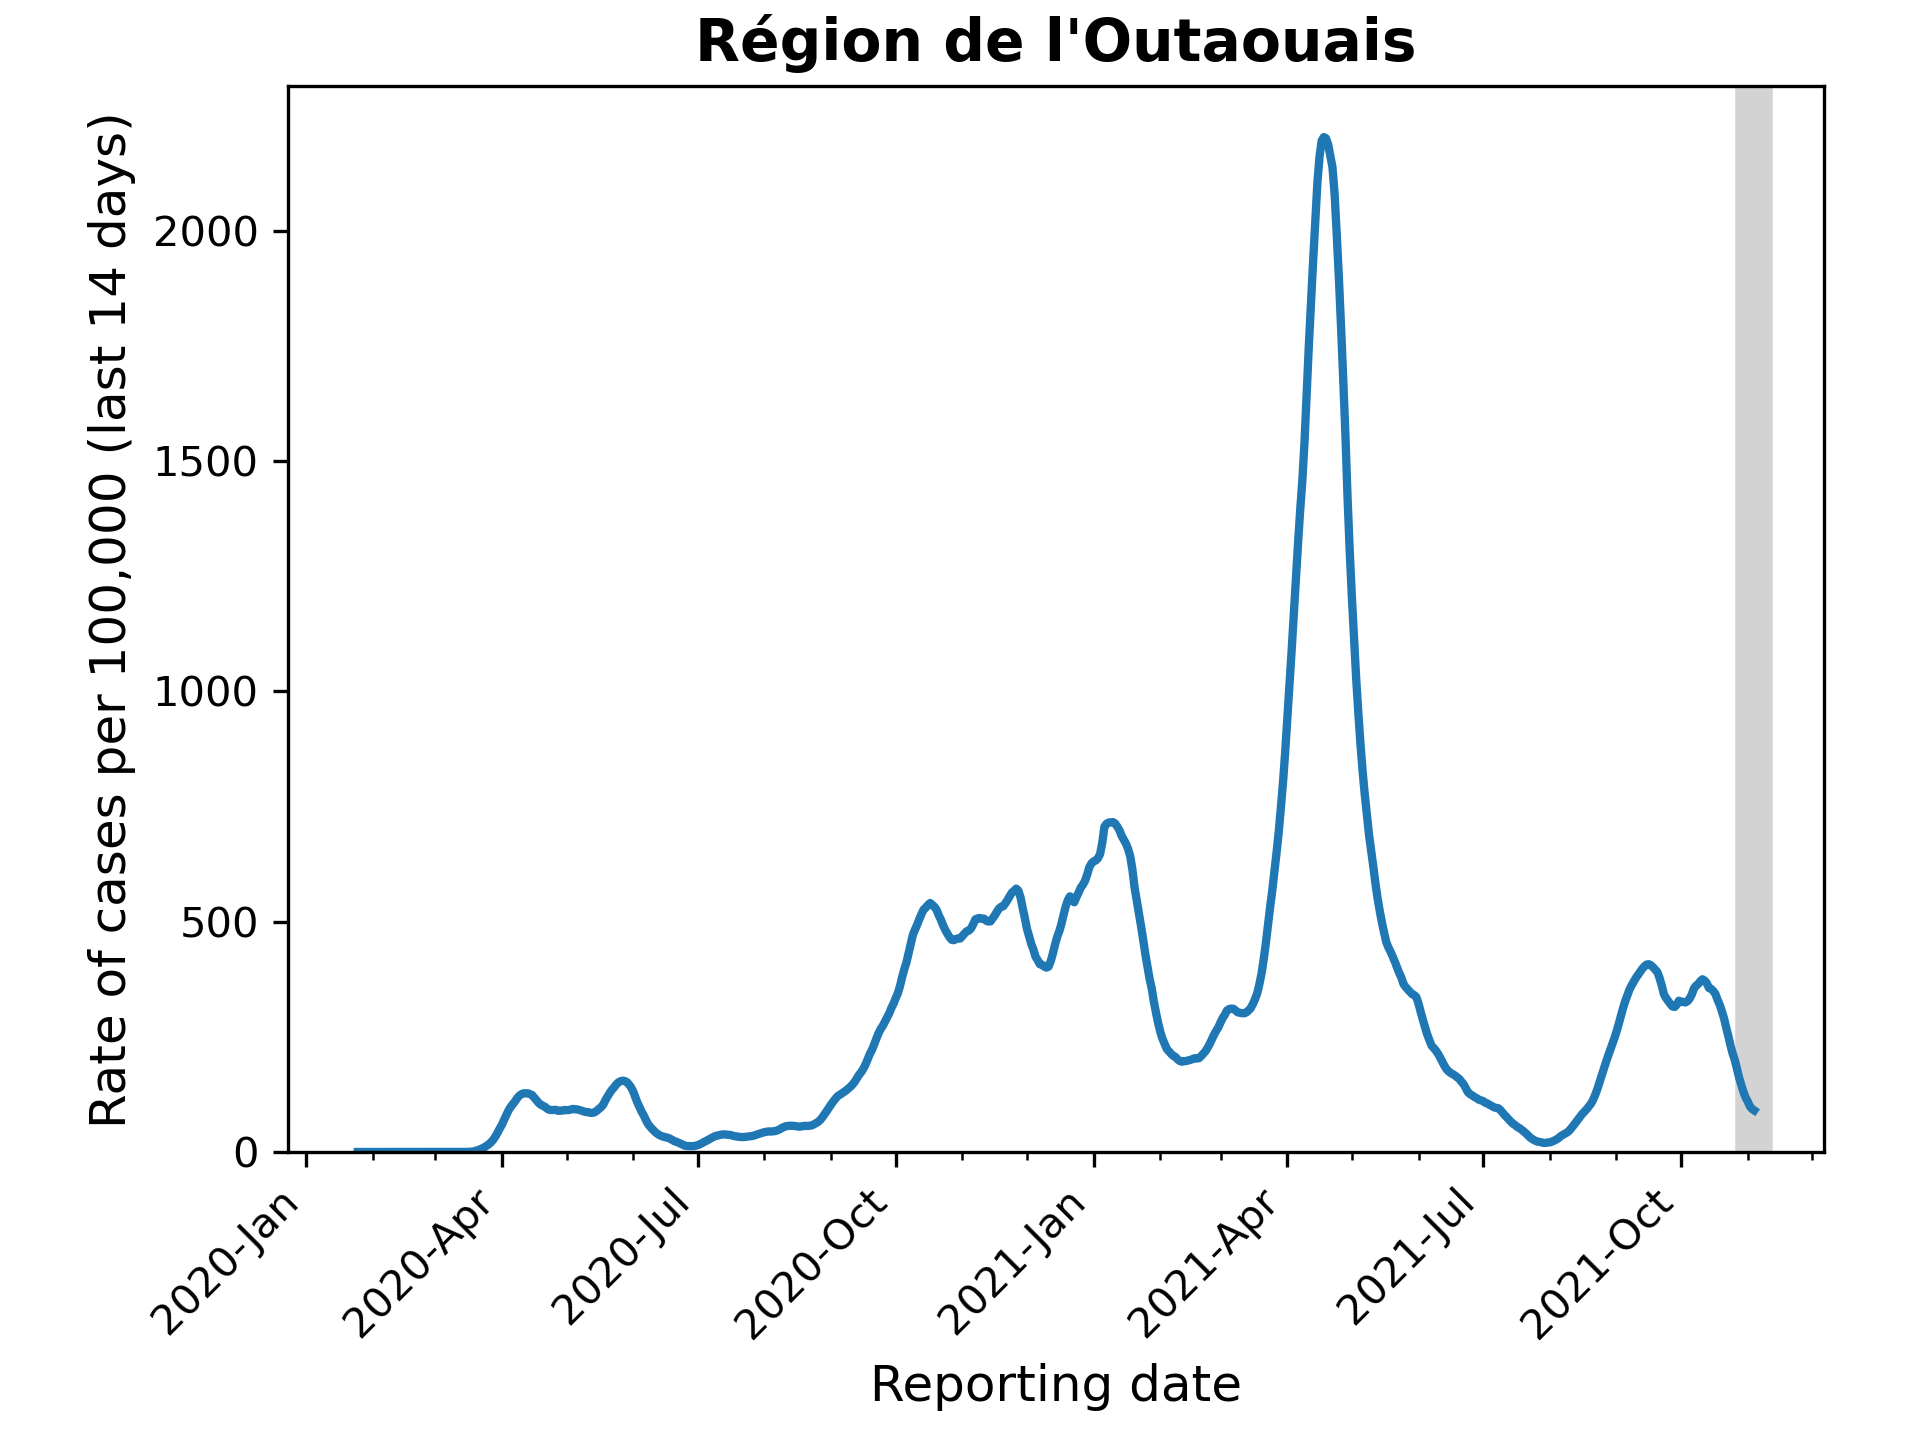 Région de l'Outaouais
Rate of cases per 100,000 (last 14 days)
2000
1500
1000
500
0
2020-Jan
2020-Apr
2020-Jul
2020-Oct
2021-Jan
2021-Apr
2021-Jul
2021-Oct
Reporting date